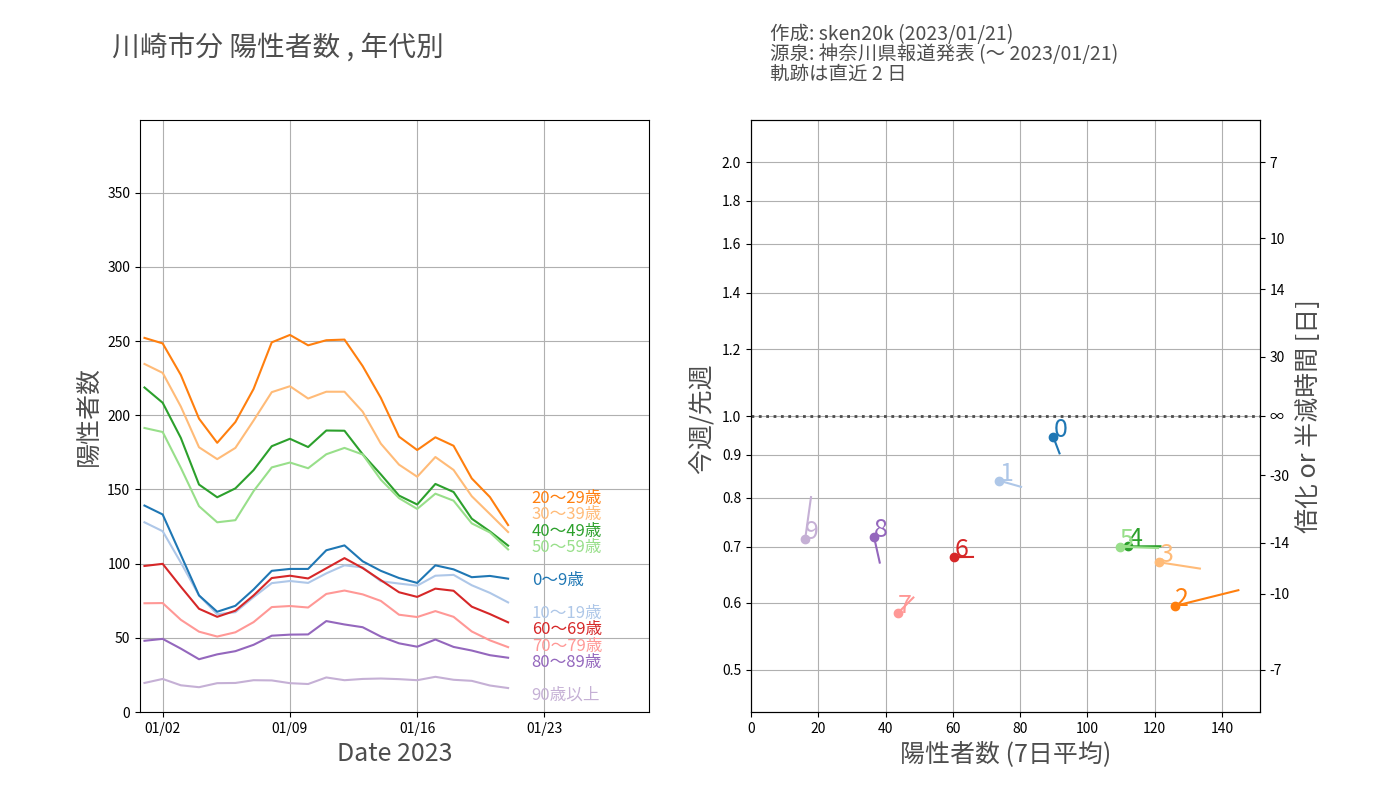 川崎市分 陽性者数 , 年代別
作成: sken20k (2023/01/21)
源泉: 神奈川県報道発表 (〜 2023/01/21)
軌跡は直近 2 日
陽性者数
350
300
250
200
150
100
50
0
01/02
01/09
01/16
01/23
Date 2023
20〜29歳
30〜39歳
40〜49歳
50〜59歳
0〜9歳
10〜19歳
60〜69歳
70〜79歳
80〜89歳
90歳以上
今週/先週
2.0
1.8
1.6
1.4
1.2
1.0
0.9
0.8
0.7
0.6
0.5
0
20
40
60
80
100
120
140
陽性者数 (7日平均)
0
1
9
8
6
5
4
3
7
2
7
10
14
30
∞
-30
-14
-10
-7
倍化 or 半減時間 [日]